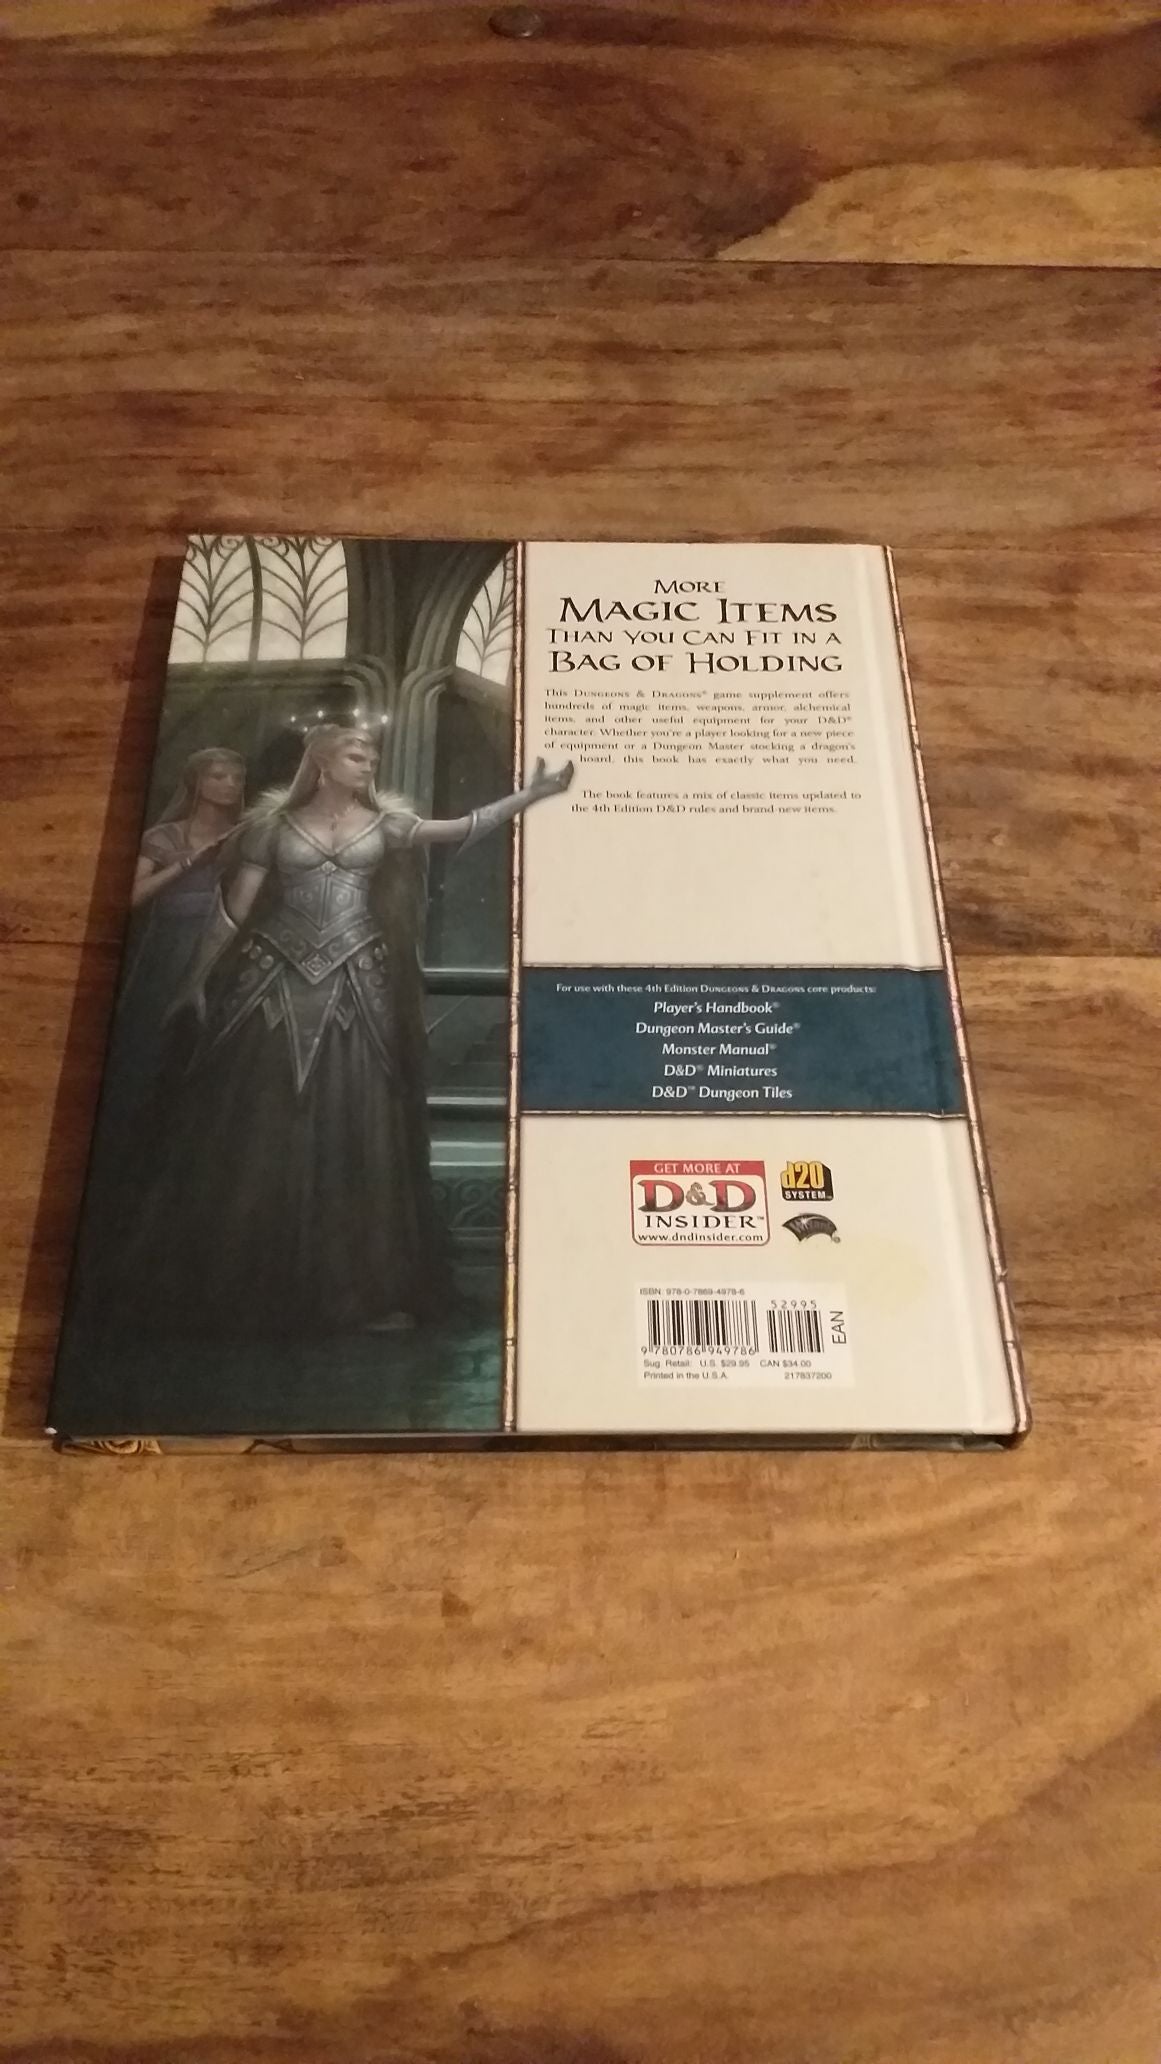 MORE
MAGIC ITEMS
THAN YOU CAN FIT IN A
BAG OF HOLDING
This DUNGEONS & DRAGONS® game supplement offers
hundreds of magic items, weapons, armor, alchemical
items, and other useful equipment for your D&D®
character. Whether you're a player looking for a new piece
of equipment or a Dungeon Master stocking a dragon's
hoard, this book has exactly what you need.
The book features a mix of classic items updated to
the 4th Edition D&D rules and brand-new items.
For use with these 4th Edition DUNGEONS & DRAGONS core products:
Player's Handbook®
Dungeon Master's Guide®
Monster Manual®
D&D® Miniatures
D&D™ Dungeon Tiles
GET MORE AT
D&D
INSIDER™
www.dndinsider.com
d20
SYSTEM™
ISBN: 978-0-7869-4978-6
52995
EAN
9 780786 949786
Sug. Retail: U.S. $29.95 CAN $34.00
Printed in the U.S.A. 217837200